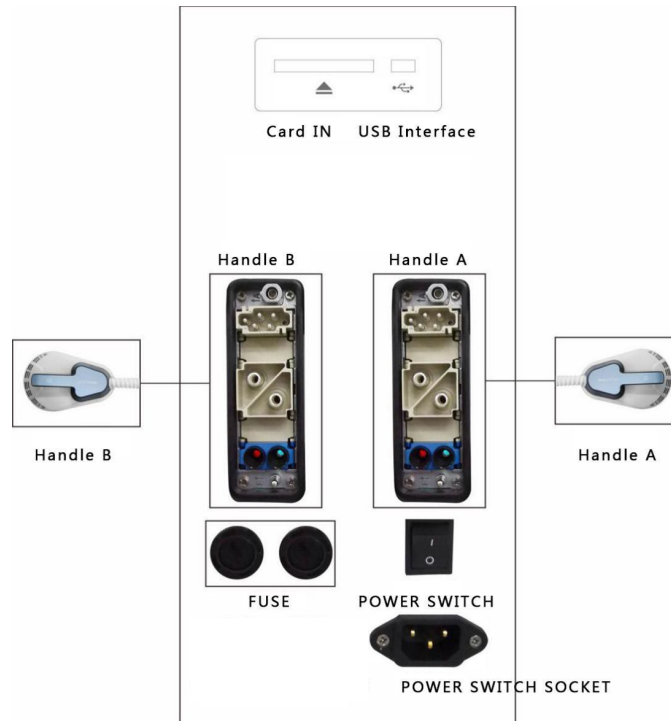 Card IN USB Interface
Handle B Handle A
Handle B Handle A
FUSE POWER SWITCH
POWER SWITCH SOCKET